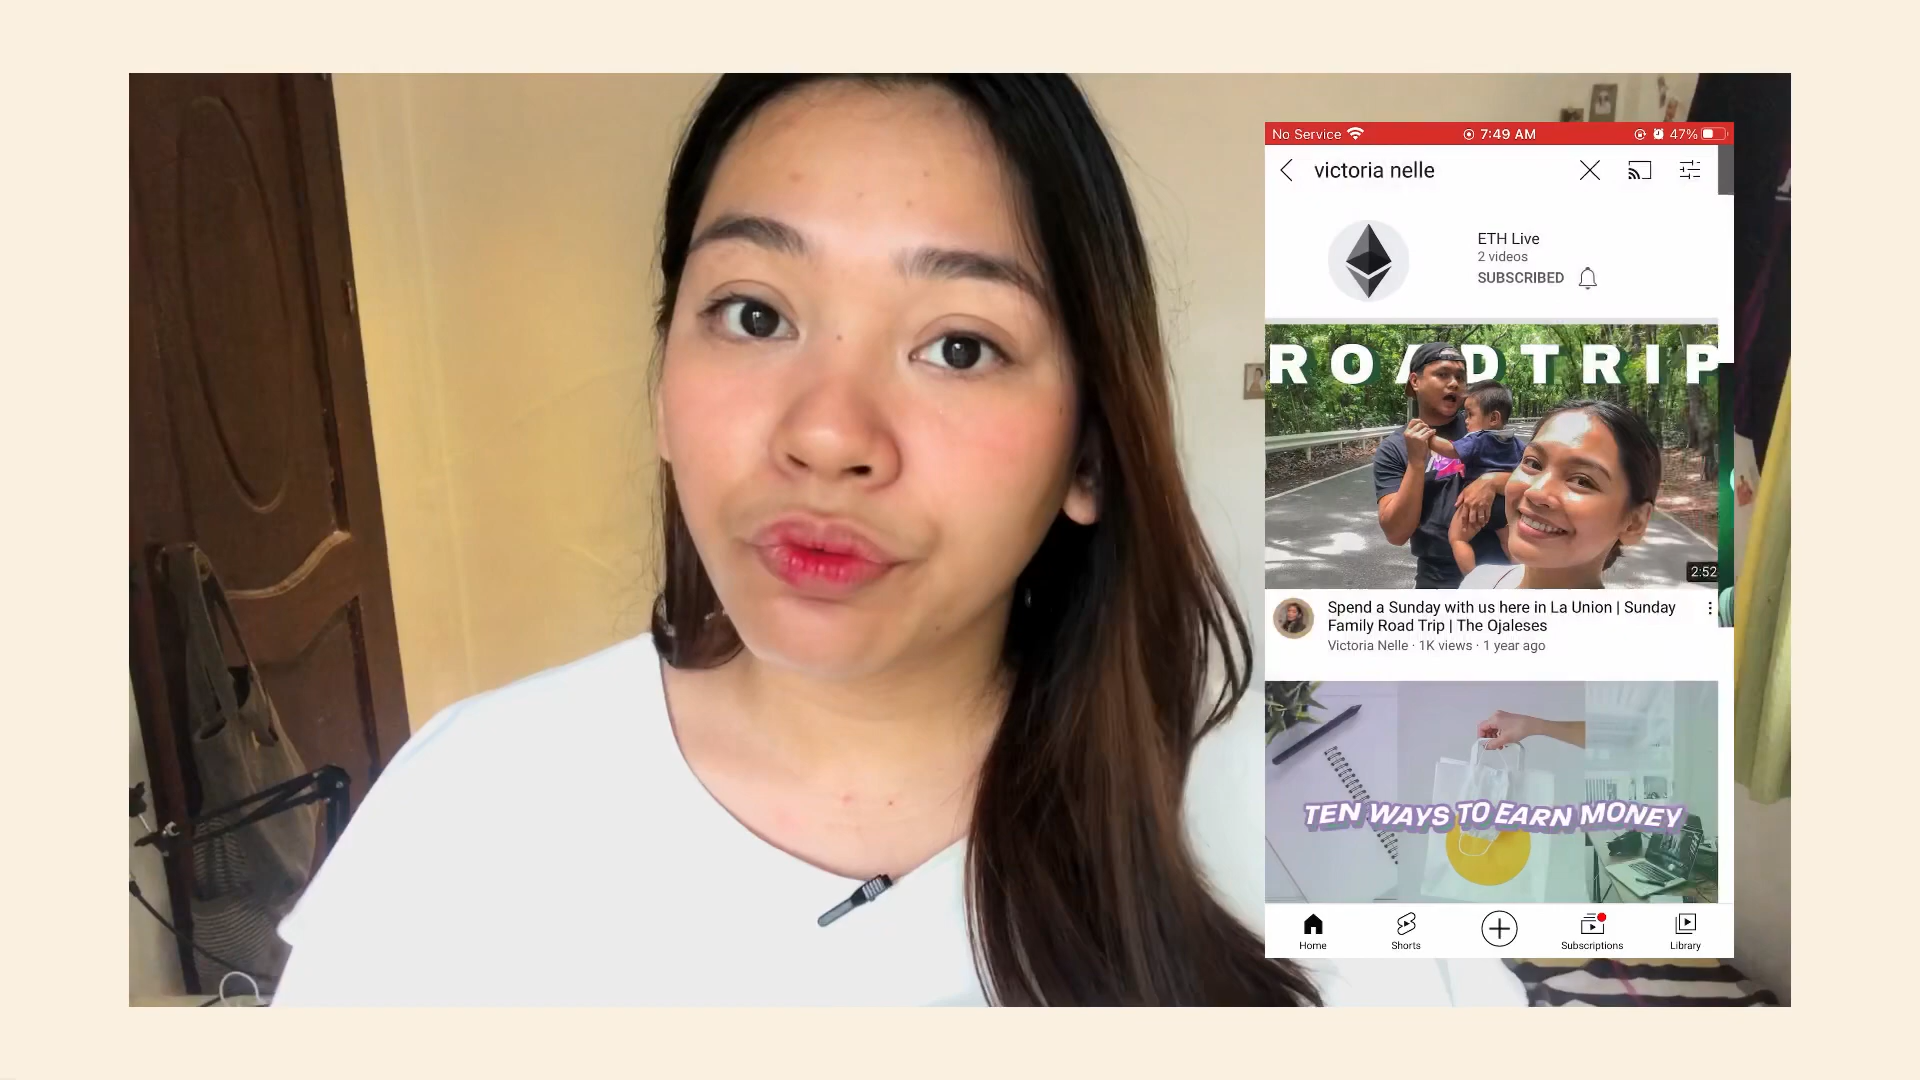 No Service 7:49 AM 47%
victoria nelle
ETH Live
2 videos
SUBSCRIBED
ROADTRIP
2:52
Spend a Sunday with us here in La Union | Sunday
Family Road Trip | The Ojaleses
Victoria Nelle · 1K views · 1 year ago
TEN WAYS TO EARN MONEY
Home
Shorts
Subscriptions
Library